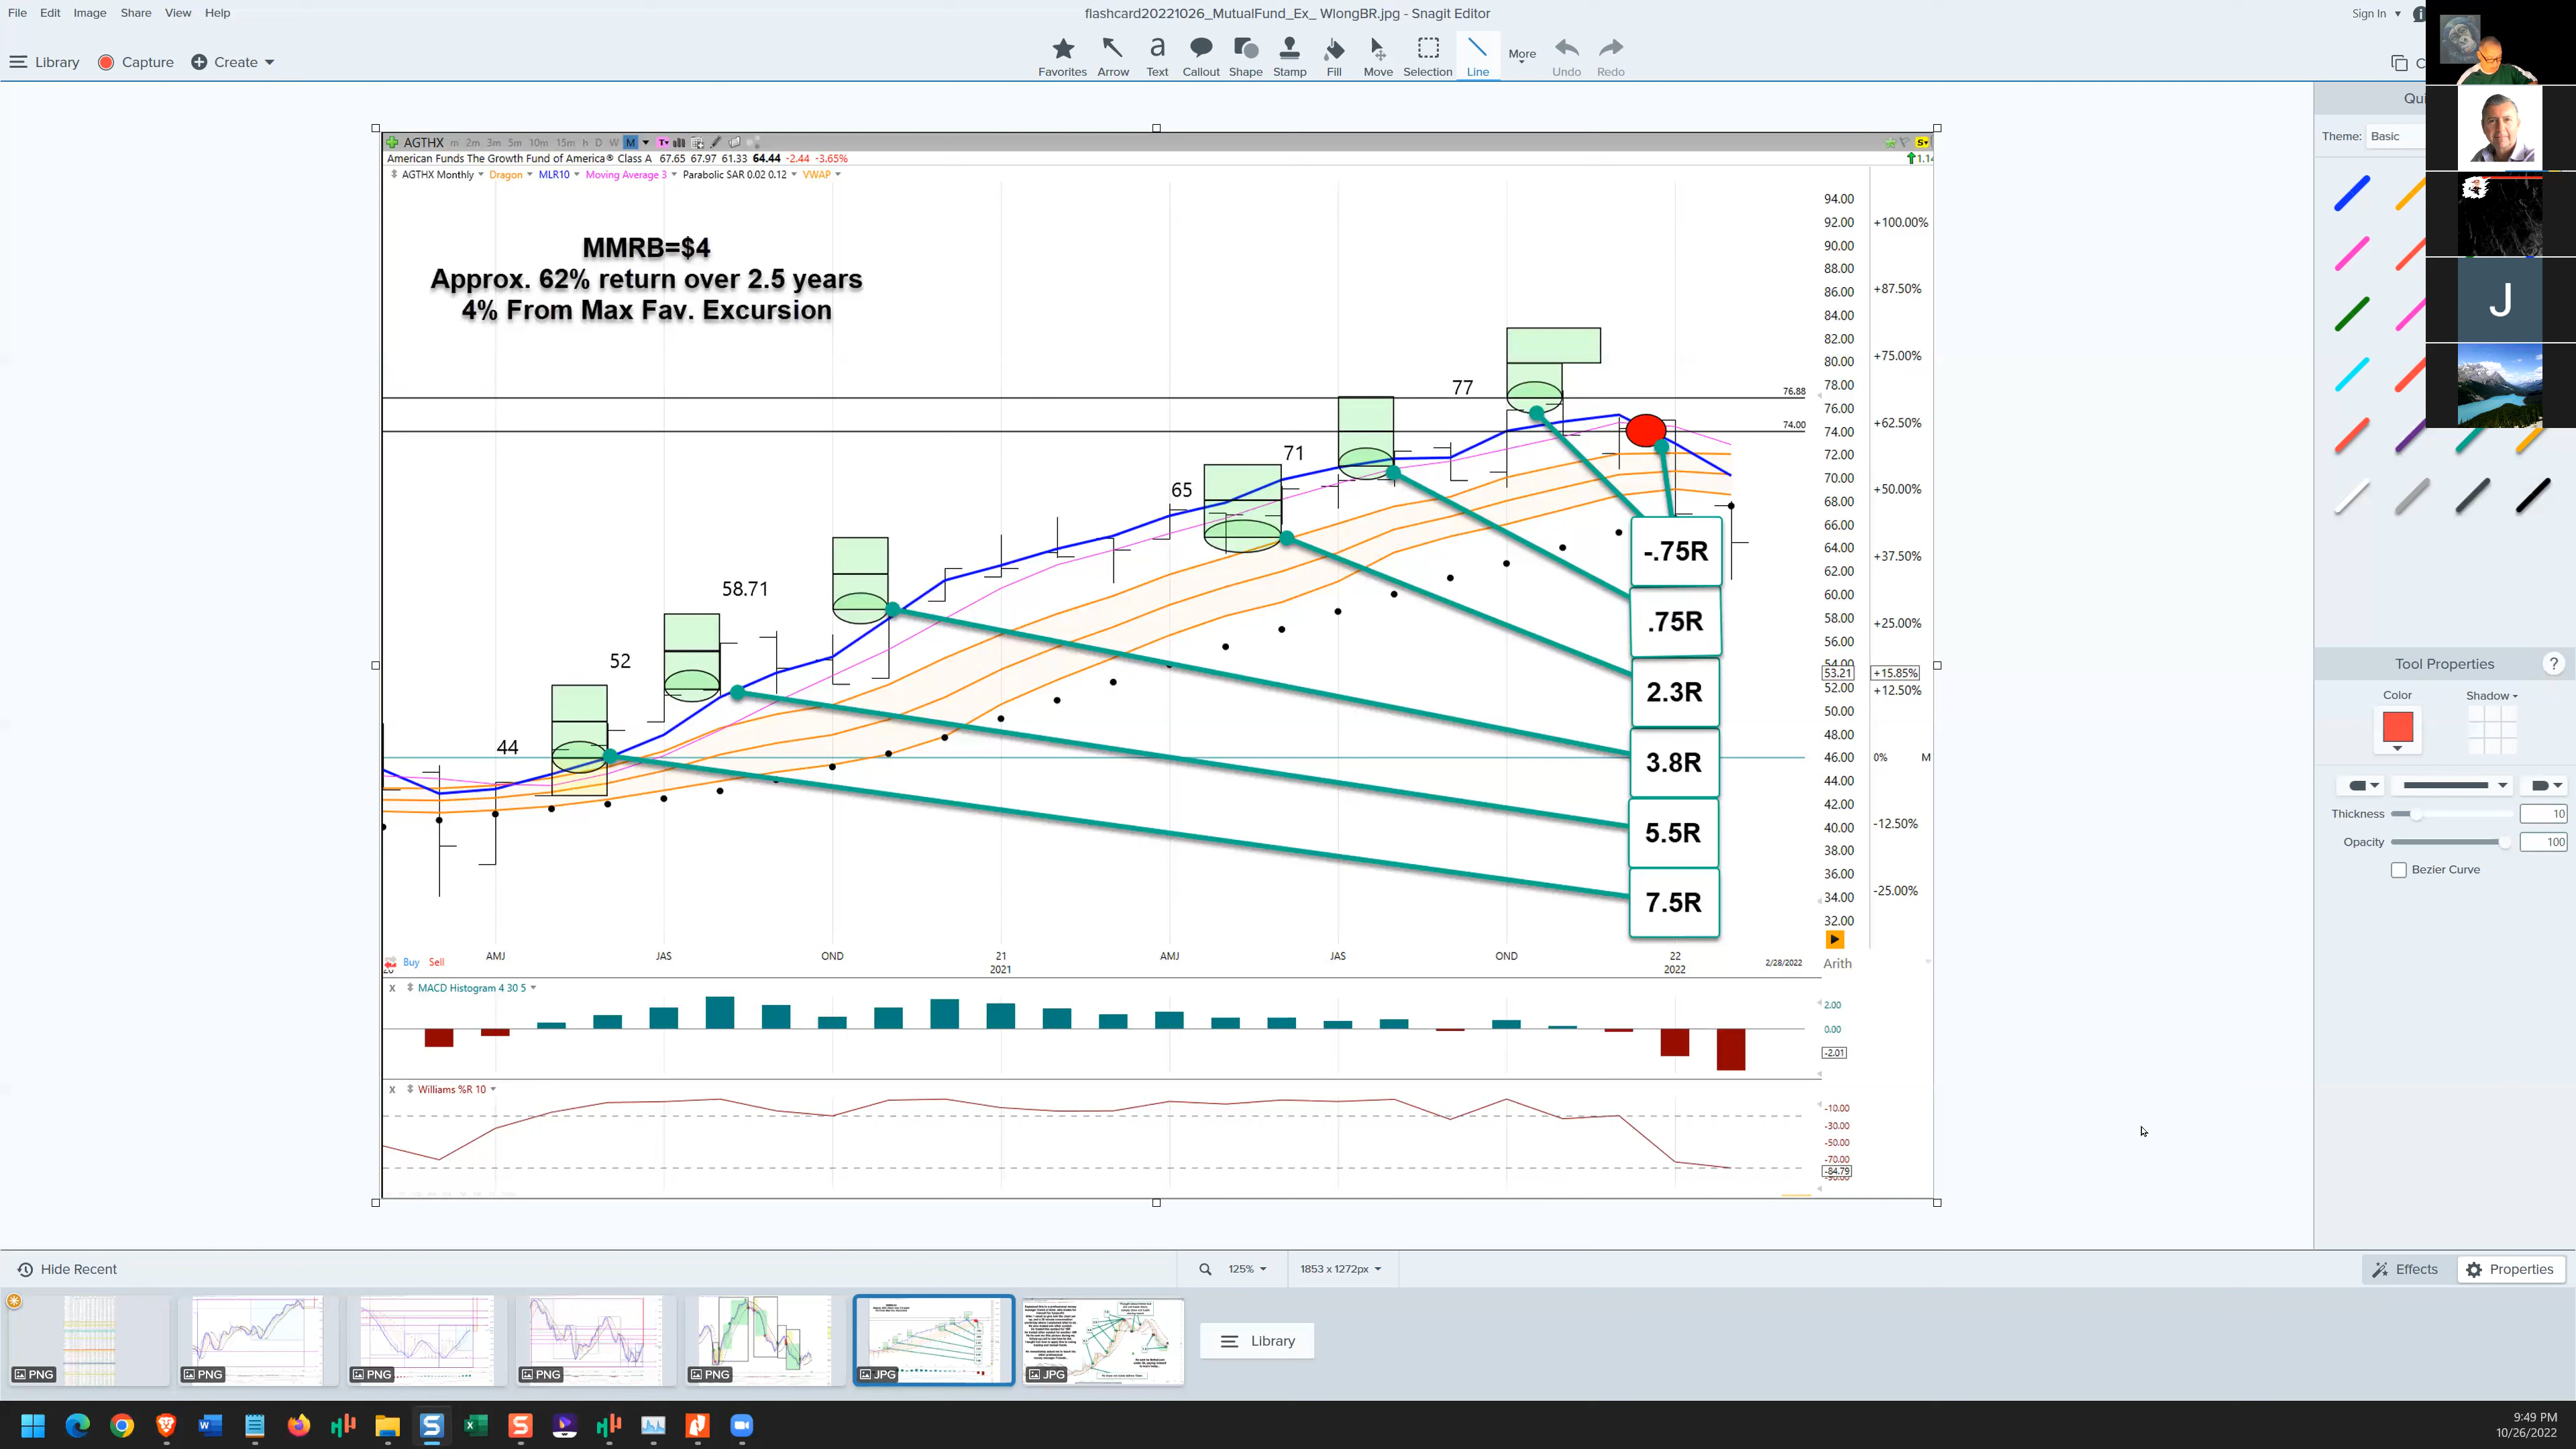 File Edit Image Share View Help
flashcard20221026_MutualFund_Ex_ WlongBR.jpg - Snagit Editor
Sign In
Library Capture Create
Favorites Arrow Text Callout Shape Stamp Fill Move Selection Line More Undo Redo
Theme: Basic
J
AGTHX m 2m 3m 5m 10m 15m h D W M
American Funds The Growth Fund of America® Class A 67.65 67.97 61.33 64.44 -2.44 -3.65%
AGTHX Monthly Dragon MLR10 Moving Average 3 Parabolic SAR 0.02 0.12 VWAP
MMRB=$4
Approx. 62% return over 2.5 years
4% From Max Fav. Excursion
44
52
58.71
65
71
77
76.88
74.00
-.75R
.75R
2.3R
3.8R
5.5R
7.5R
94.00
92.00 +100.00%
90.00
88.00
86.00 +87.50%
84.00
82.00
80.00 +75.00%
78.00
76.00
74.00 +62.50%
72.00
70.00
68.00 +50.00%
66.00
64.00
62.00 +37.50%
60.00
58.00 +25.00%
56.00
54.00
53.21 +15.85%
52.00 +12.50%
50.00
48.00
46.00 0% M
44.00
42.00
40.00 -12.50%
38.00
36.00
34.00 -25.00%
32.00
Buy Sell
AMJ JAS OND 21 AMJ JAS OND 22
2021 2022
2/28/2022
Arith
MACD Histogram 4 30 5
2.00
0.00
-2.01
Williams %R 10
-10.00
-30.00
-50.00
-70.00
-84.79
Tool Properties ?
Color Shadow
Thickness 10
Opacity 100
Bezier Curve
Hide Recent
125% 1853 x 1272px
Effects Properties
PNG PNG PNG PNG PNG JPG JPG
Library
9:49 PM
10/26/2022